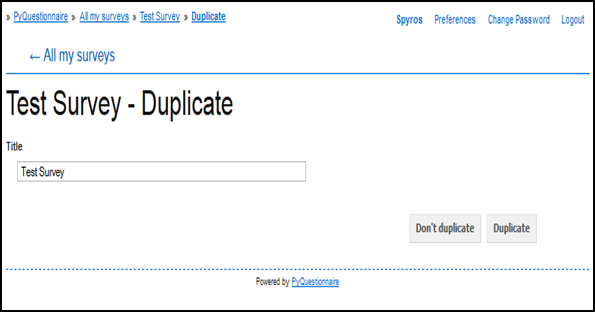 » PyQuestionnaire » All my surveys » Test Survey » Duplicate Spyros Preferences Change Password Logout
← All my surveys
Test Survey - Duplicate
Title
Test Survey
Don't duplicate Duplicate
Powered by PyQuestionnaire